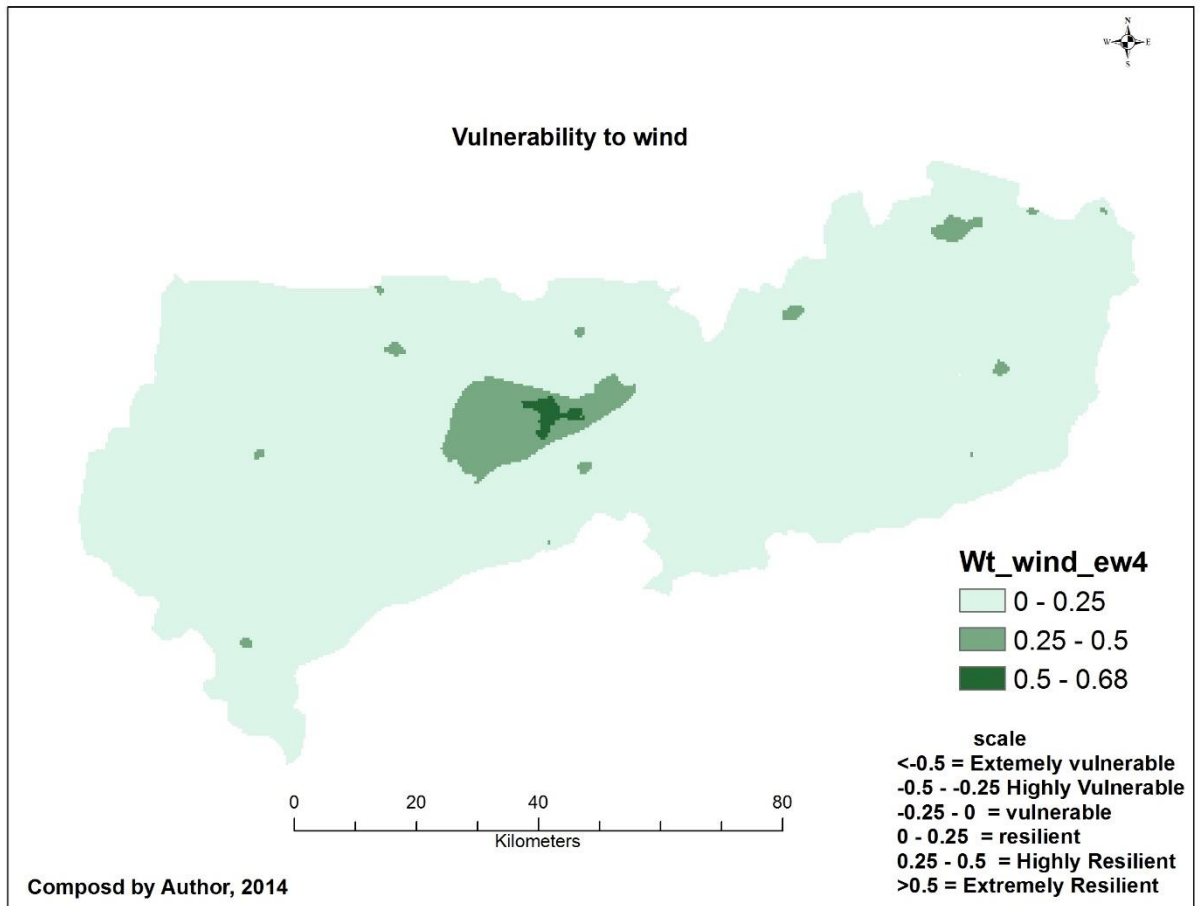 N
W E
S
Vulnerability to wind
Wt_wind_ew4
0 - 0.25
0.25 - 0.5
0.5 - 0.68
scale
<-0.5 = Extemely vulnerable
-0.5 - -0.25 Highly Vulnerable
-0.25 - 0 = vulnerable
0 - 0.25 = resilient
0.25 - 0.5 = Highly Resilient
>0.5 = Extremely Resilient
0 20 40 80
Kilometers
Composd by Author, 2014